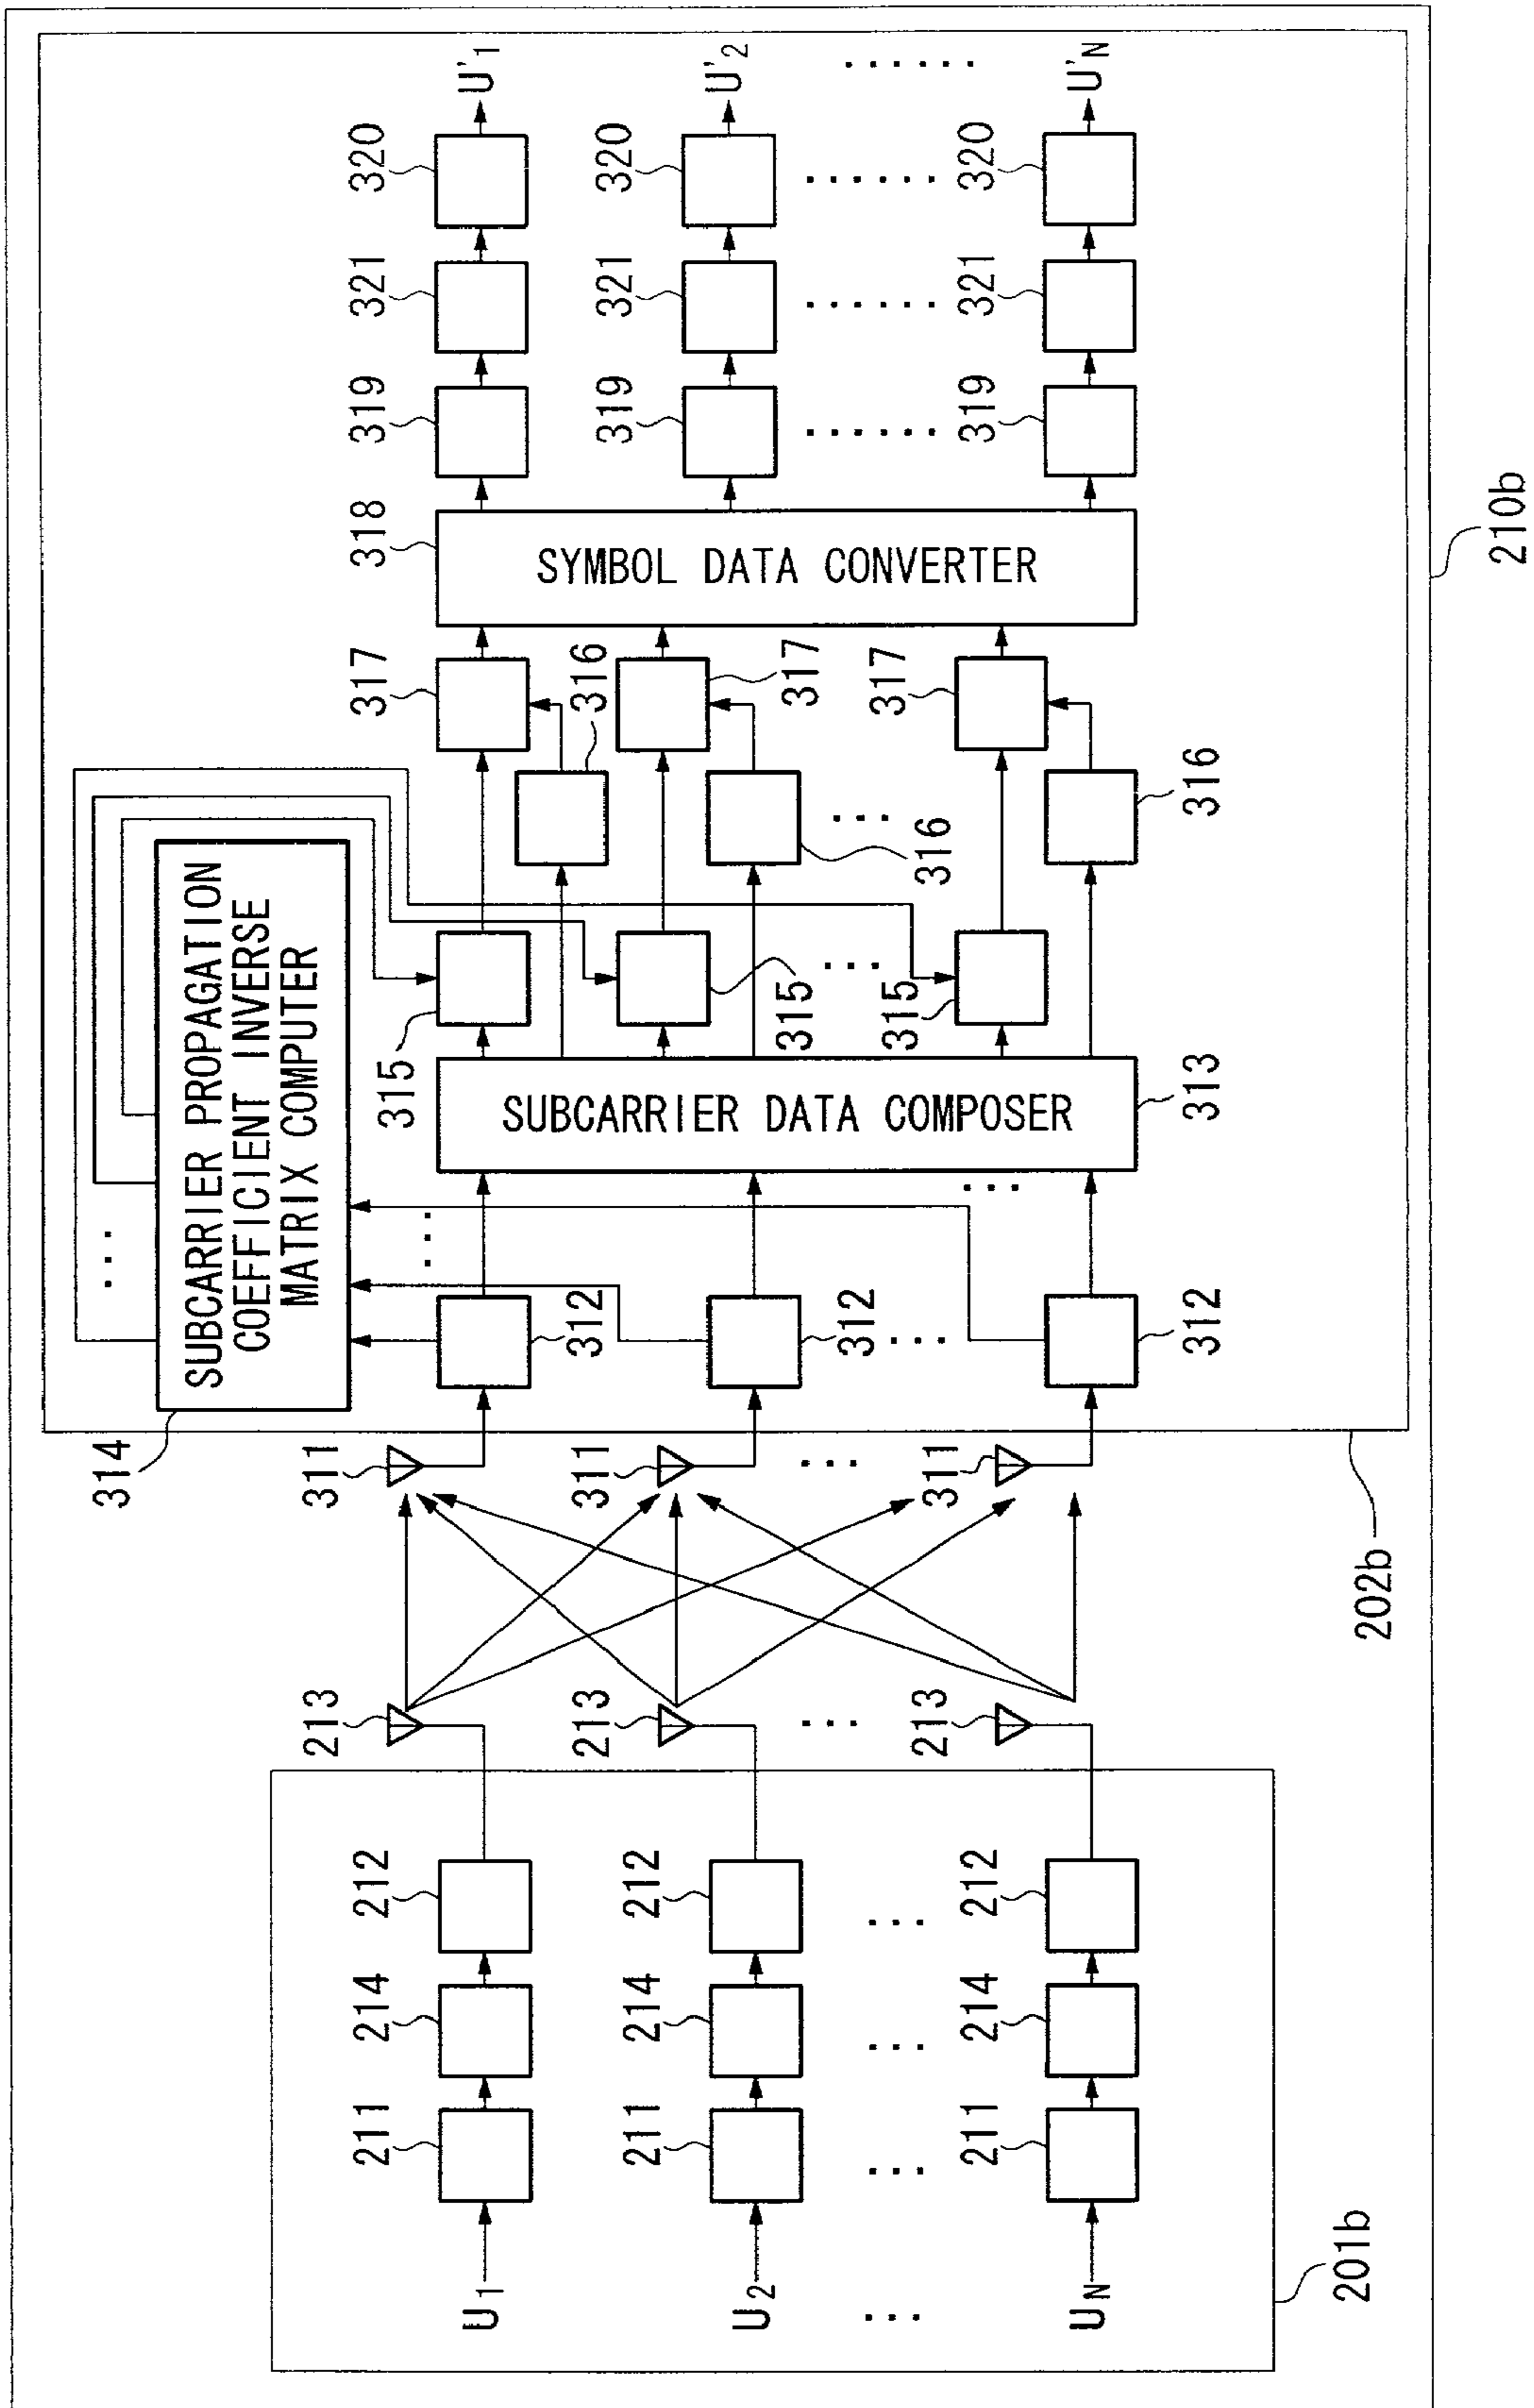 U1
211
214
212
213
U2
211
214
212
213
...
UN
211
214
212
213
201b
311
311
311
314
SUBCARRIER PROPAGATION
COEFFICIENT INVERSE
MATRIX COMPUTER
312
312
312
SUBCARRIER DATA COMPOSER
313
315
315
315
316
316
316
317
317
317
318
SYMBOL DATA CONVERTER
319
321
320
U'1
319
321
320
U'2
319
321
320
U'N
202b
210b